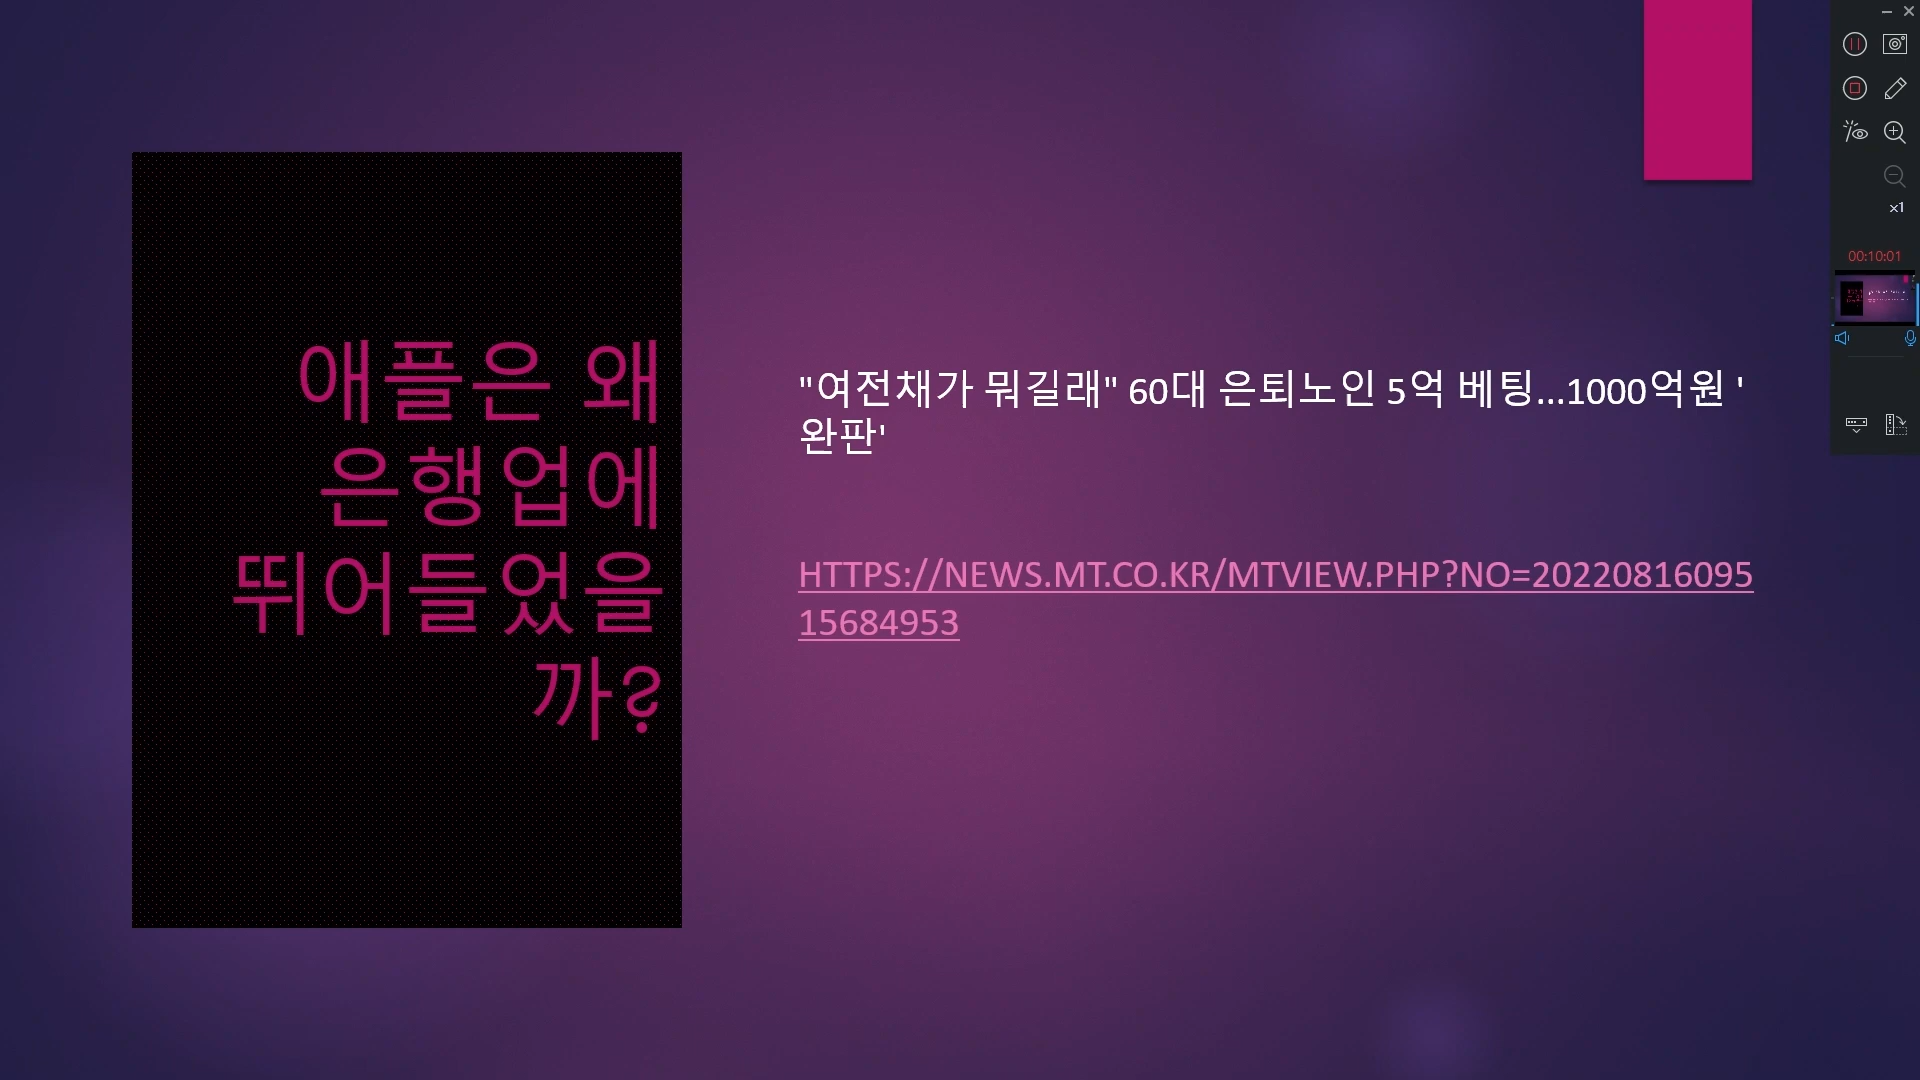 애플은 왜
은행업에
뛰어들었을
까?
"여전채가 뭐길래" 60대 은퇴노인 5억 베팅...1000억원 '
완판'
HTTPS://NEWS.MT.CO.KR/MTVIEW.PHP?NO=20220816095
15684953
x1
00:10:01